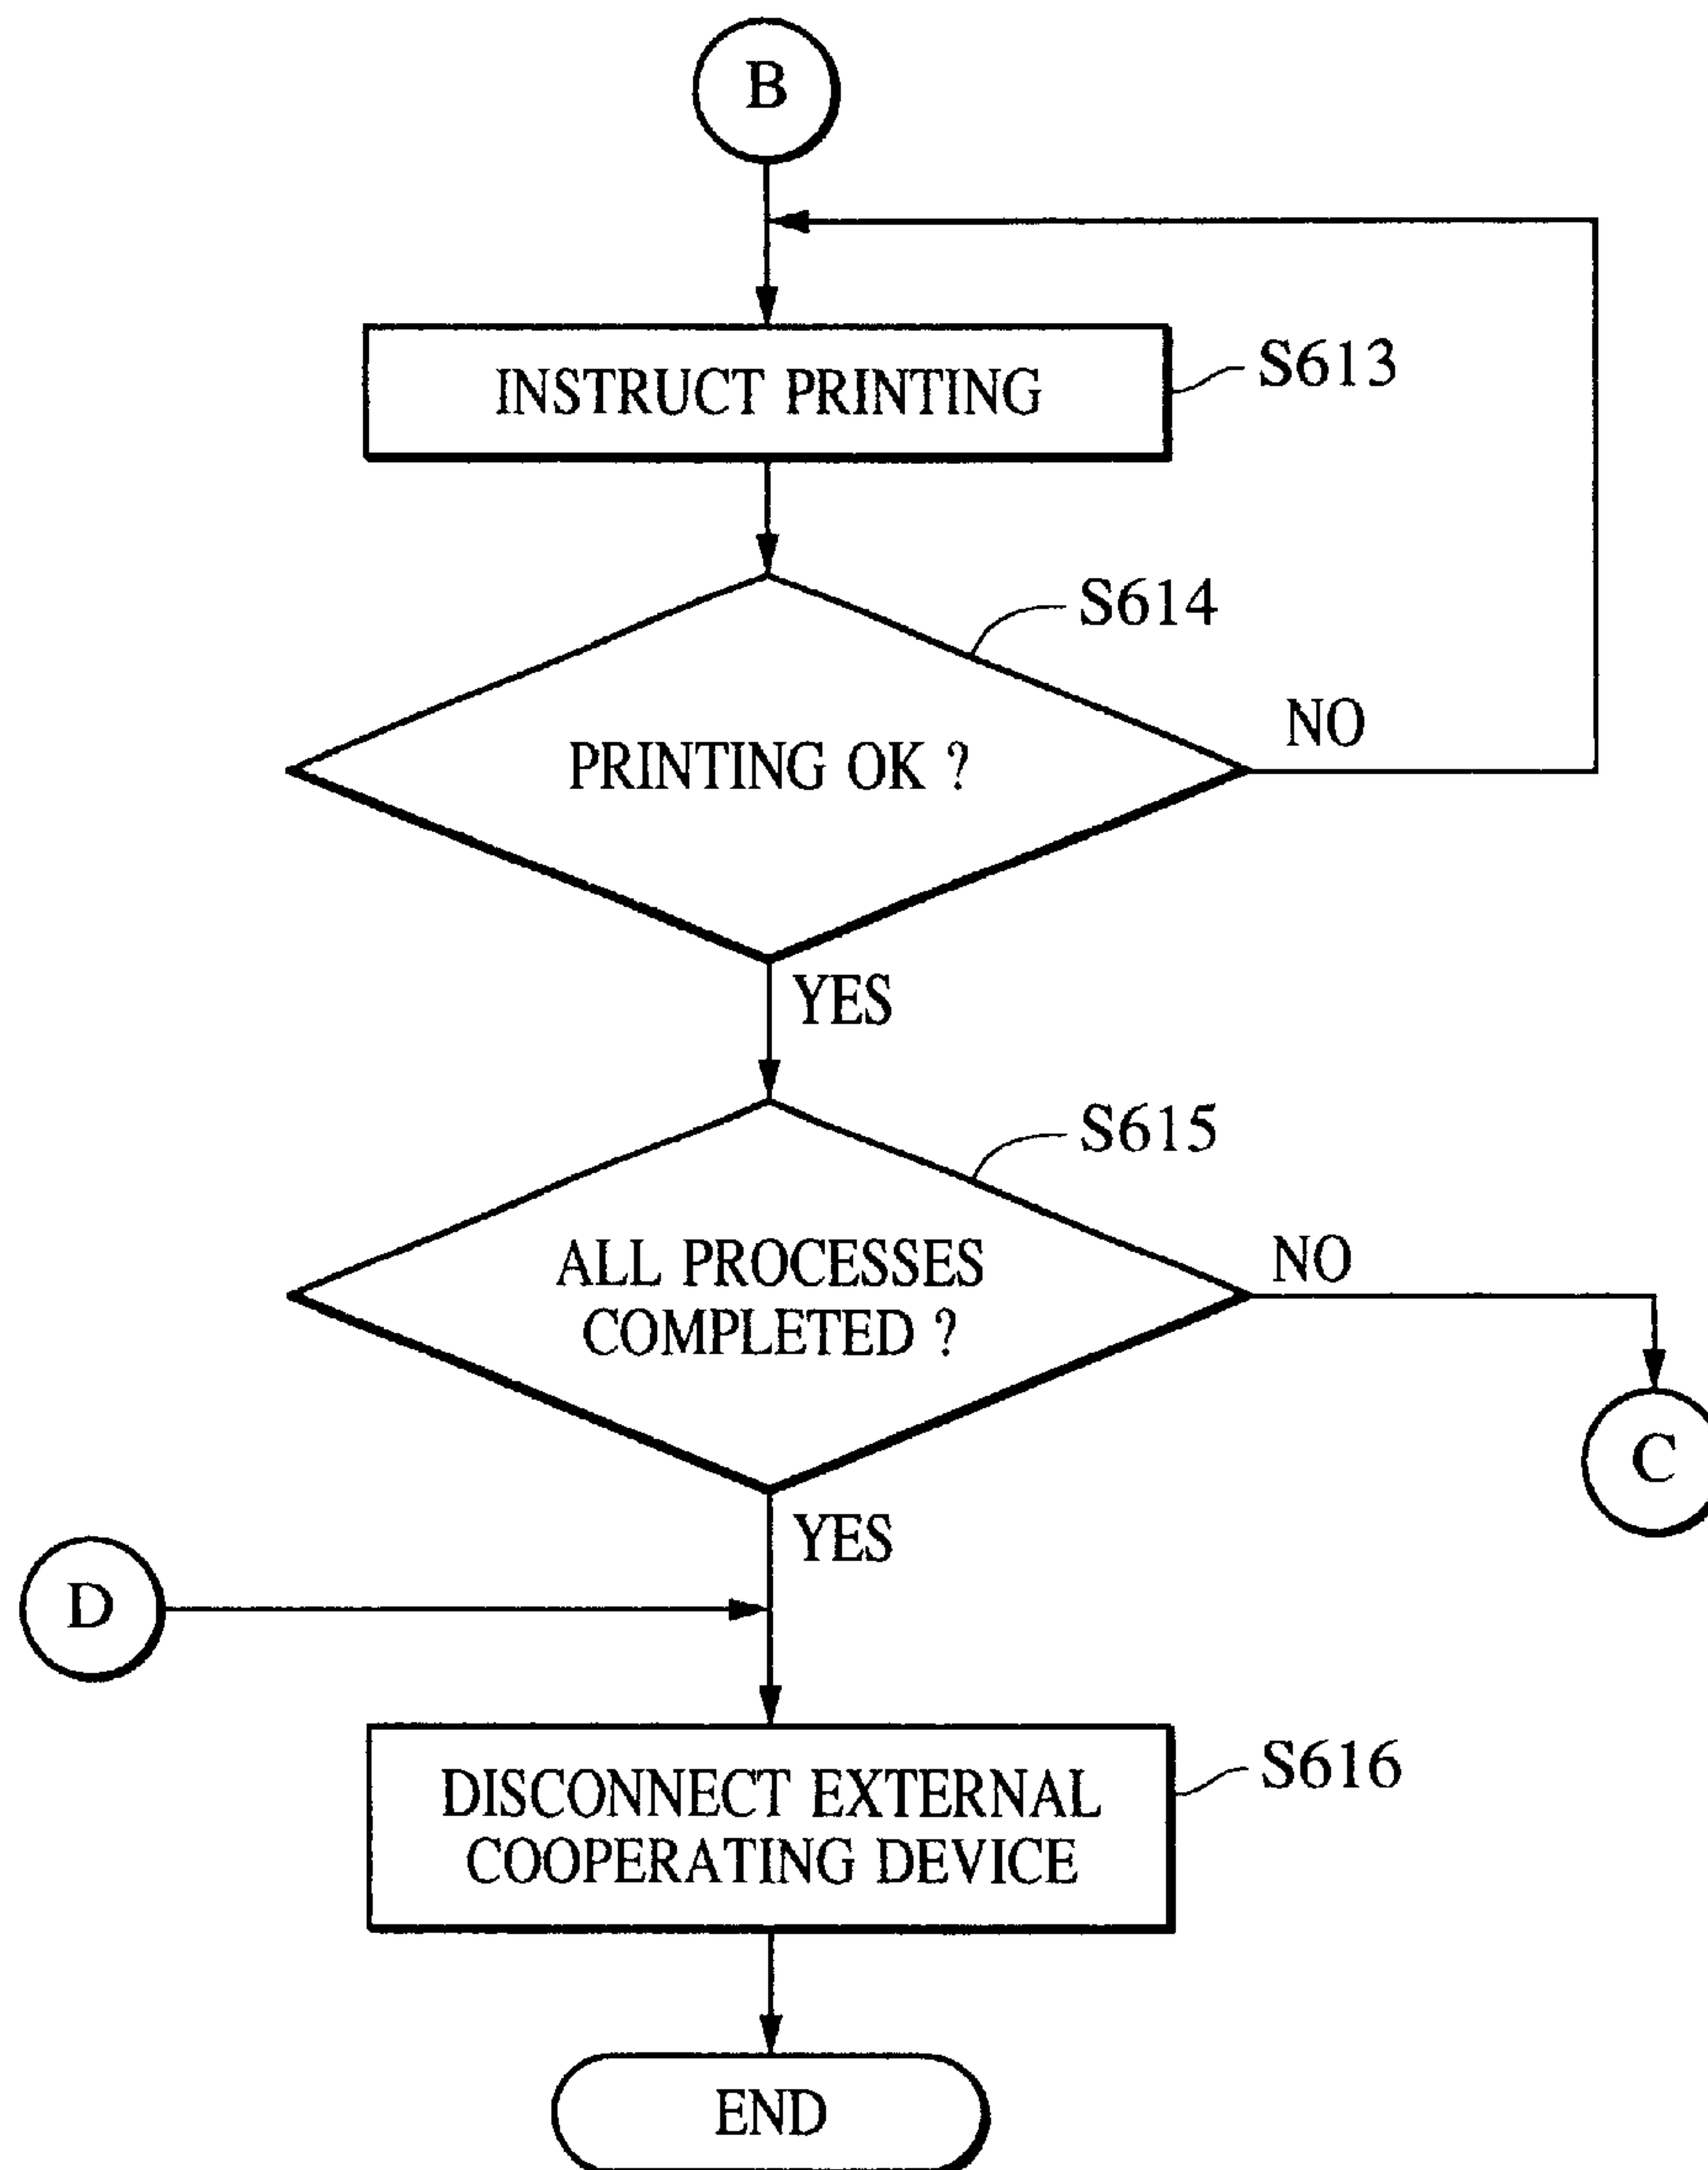 B
INSTRUCT PRINTING
S613
S614
PRINTING OK ?
NO
YES
S615
ALL PROCESSES
COMPLETED ?
NO
C
YES
D
DISCONNECT EXTERNAL
COOPERATING DEVICE
S616
END